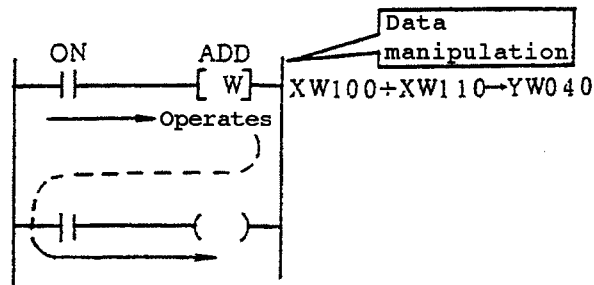 Data
manipulation
ON ADD
[ W] XW100÷XW110→YW040
Operates
( )